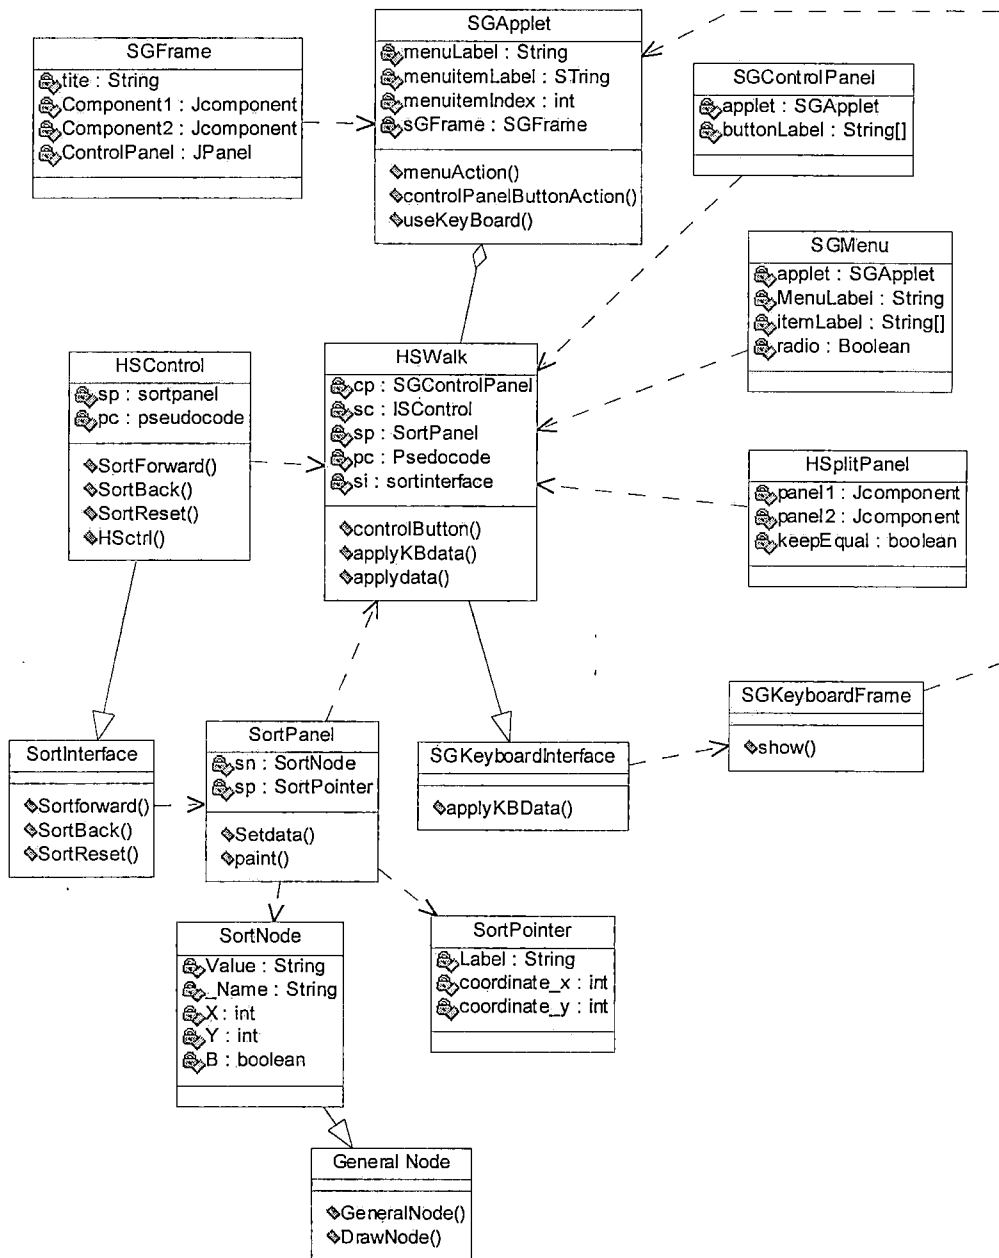 SGApplet
menuLabel : String
menuitemLabel : STring
menuitemIndex : int
sGFrame : SGFrame
menuAction()
controlPanelButtonAction()
useKeyBoard()
SGFrame
tite : String
Component1 : Jcomponent
Component2 : Jcomponent
ControlPanel : JPanel
SGControlPanel
applet : SGApplet
buttonLabel : String[]
SGMenu
applet : SGApplet
MenuLabel : String
itemLabel : String[]
radio : Boolean
HSControl
sp : sortpanel
pc : pseudocode
SortForward()
SortBack()
SortReset()
HSctrl()
HSWalk
cp : SGControlPanel
sc : ISControl
sp : SortPanel
pc : Psedocode
si : sortinterface
controlButton()
applyKBdata()
applydata()
HSplitPanel
panel1 : Jcomponent
panel2 : Jcomponent
keepEqual : boolean
SGKeyboardFrame
show()
SortInterface
Sortforward()
SortBack()
SortReset()
SortPanel
sn : SortNode
sp : SortPointer
Setdata()
paint()
SGKeyboardInterface
applyKBData()
SortNode
Value : String
_Name : String
X : int
Y : int
B : boolean
SortPointer
Label : String
coordinate_x : int
coordinate_y : int
General Node
GeneralNode()
DrawNode()